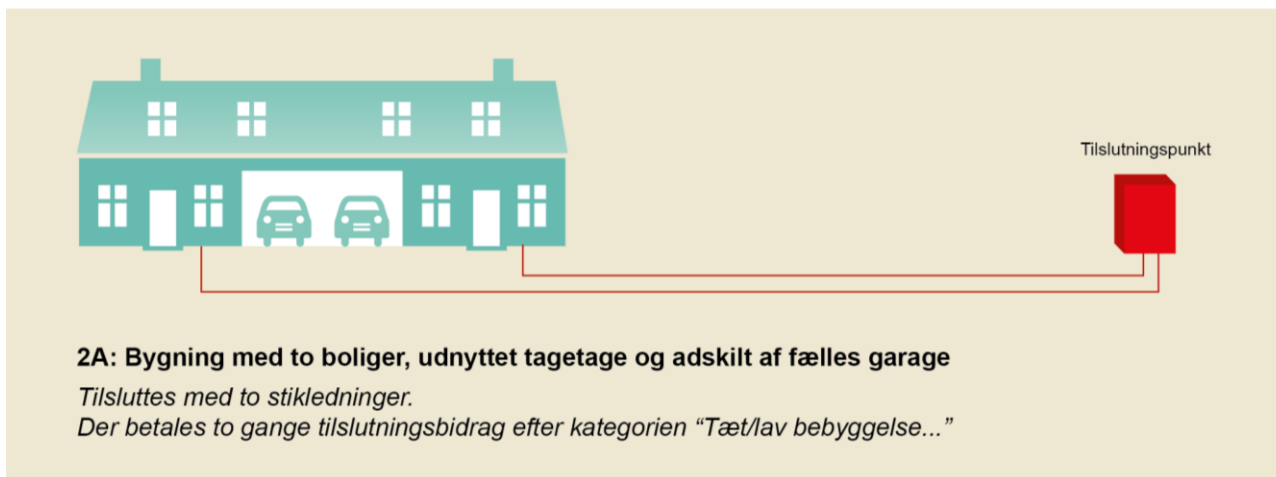 Tilslutningspunkt
2A: Bygning med to boliger, udnyttet tagetage og adskilt af fælles garage
Tilsluttes med to stikledninger.
Der betales to gange tilslutningsbidrag efter kategorien “Tæt/lav bebyggelse...”